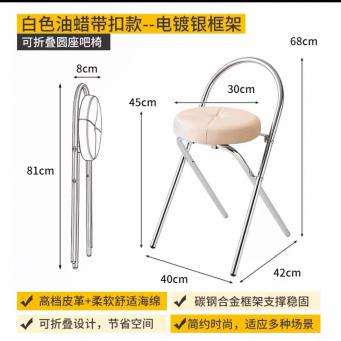 白色油蜡带扣款--电镀银框架
可折叠圆座吧椅
8cm
68cm
30cm
45cm
81cm
40cm
42cm
高档皮革+柔软舒适海绵
碳钢合金框架支撑稳固
可折叠设计，节省空间
简约时尚，适应多种场景